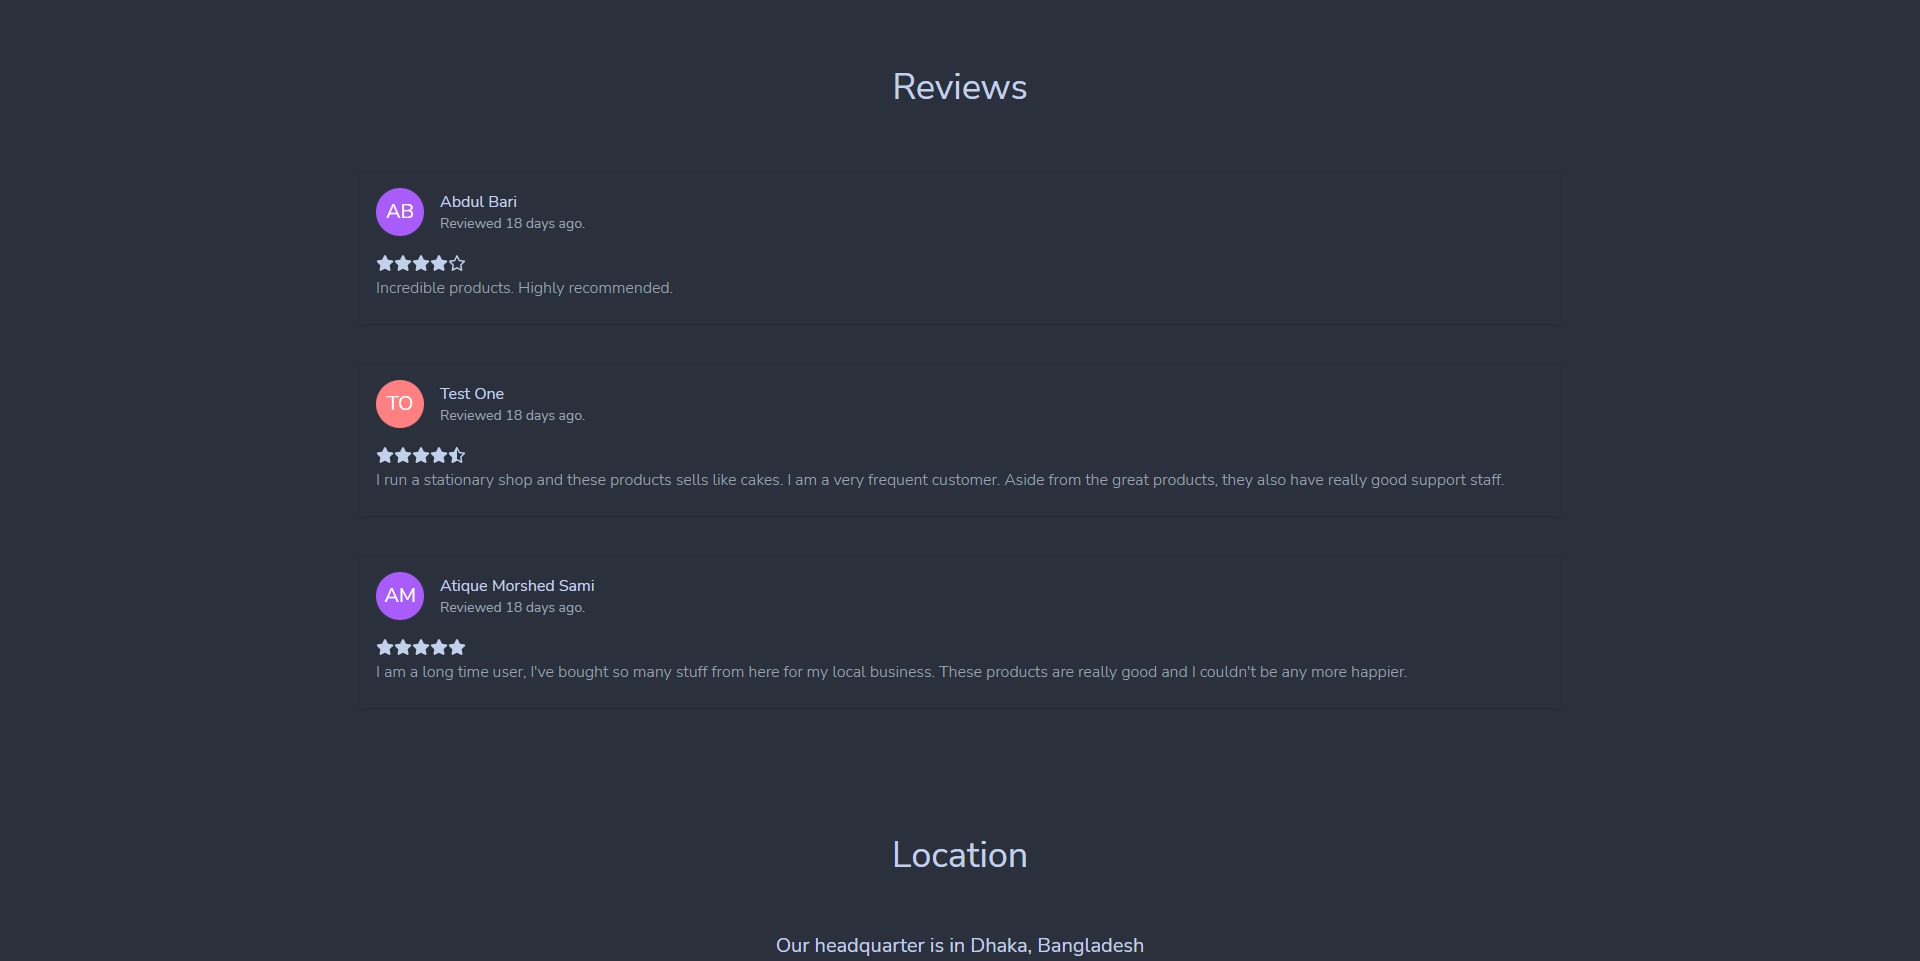 Reviews
AB
Abdul Bari
Reviewed 18 days ago.
Incredible products. Highly recommended.
TO
Test One
Reviewed 18 days ago.
I run a stationary shop and these products sells like cakes. I am a very frequent customer. Aside from the great products, they also have really good support staff.
AM
Atique Morshed Sami
Reviewed 18 days ago.
I am a long time user, I've bought so many stuff from here for my local business. These products are really good and I couldn't be any more happier.
Location
Our headquarter is in Dhaka, Bangladesh